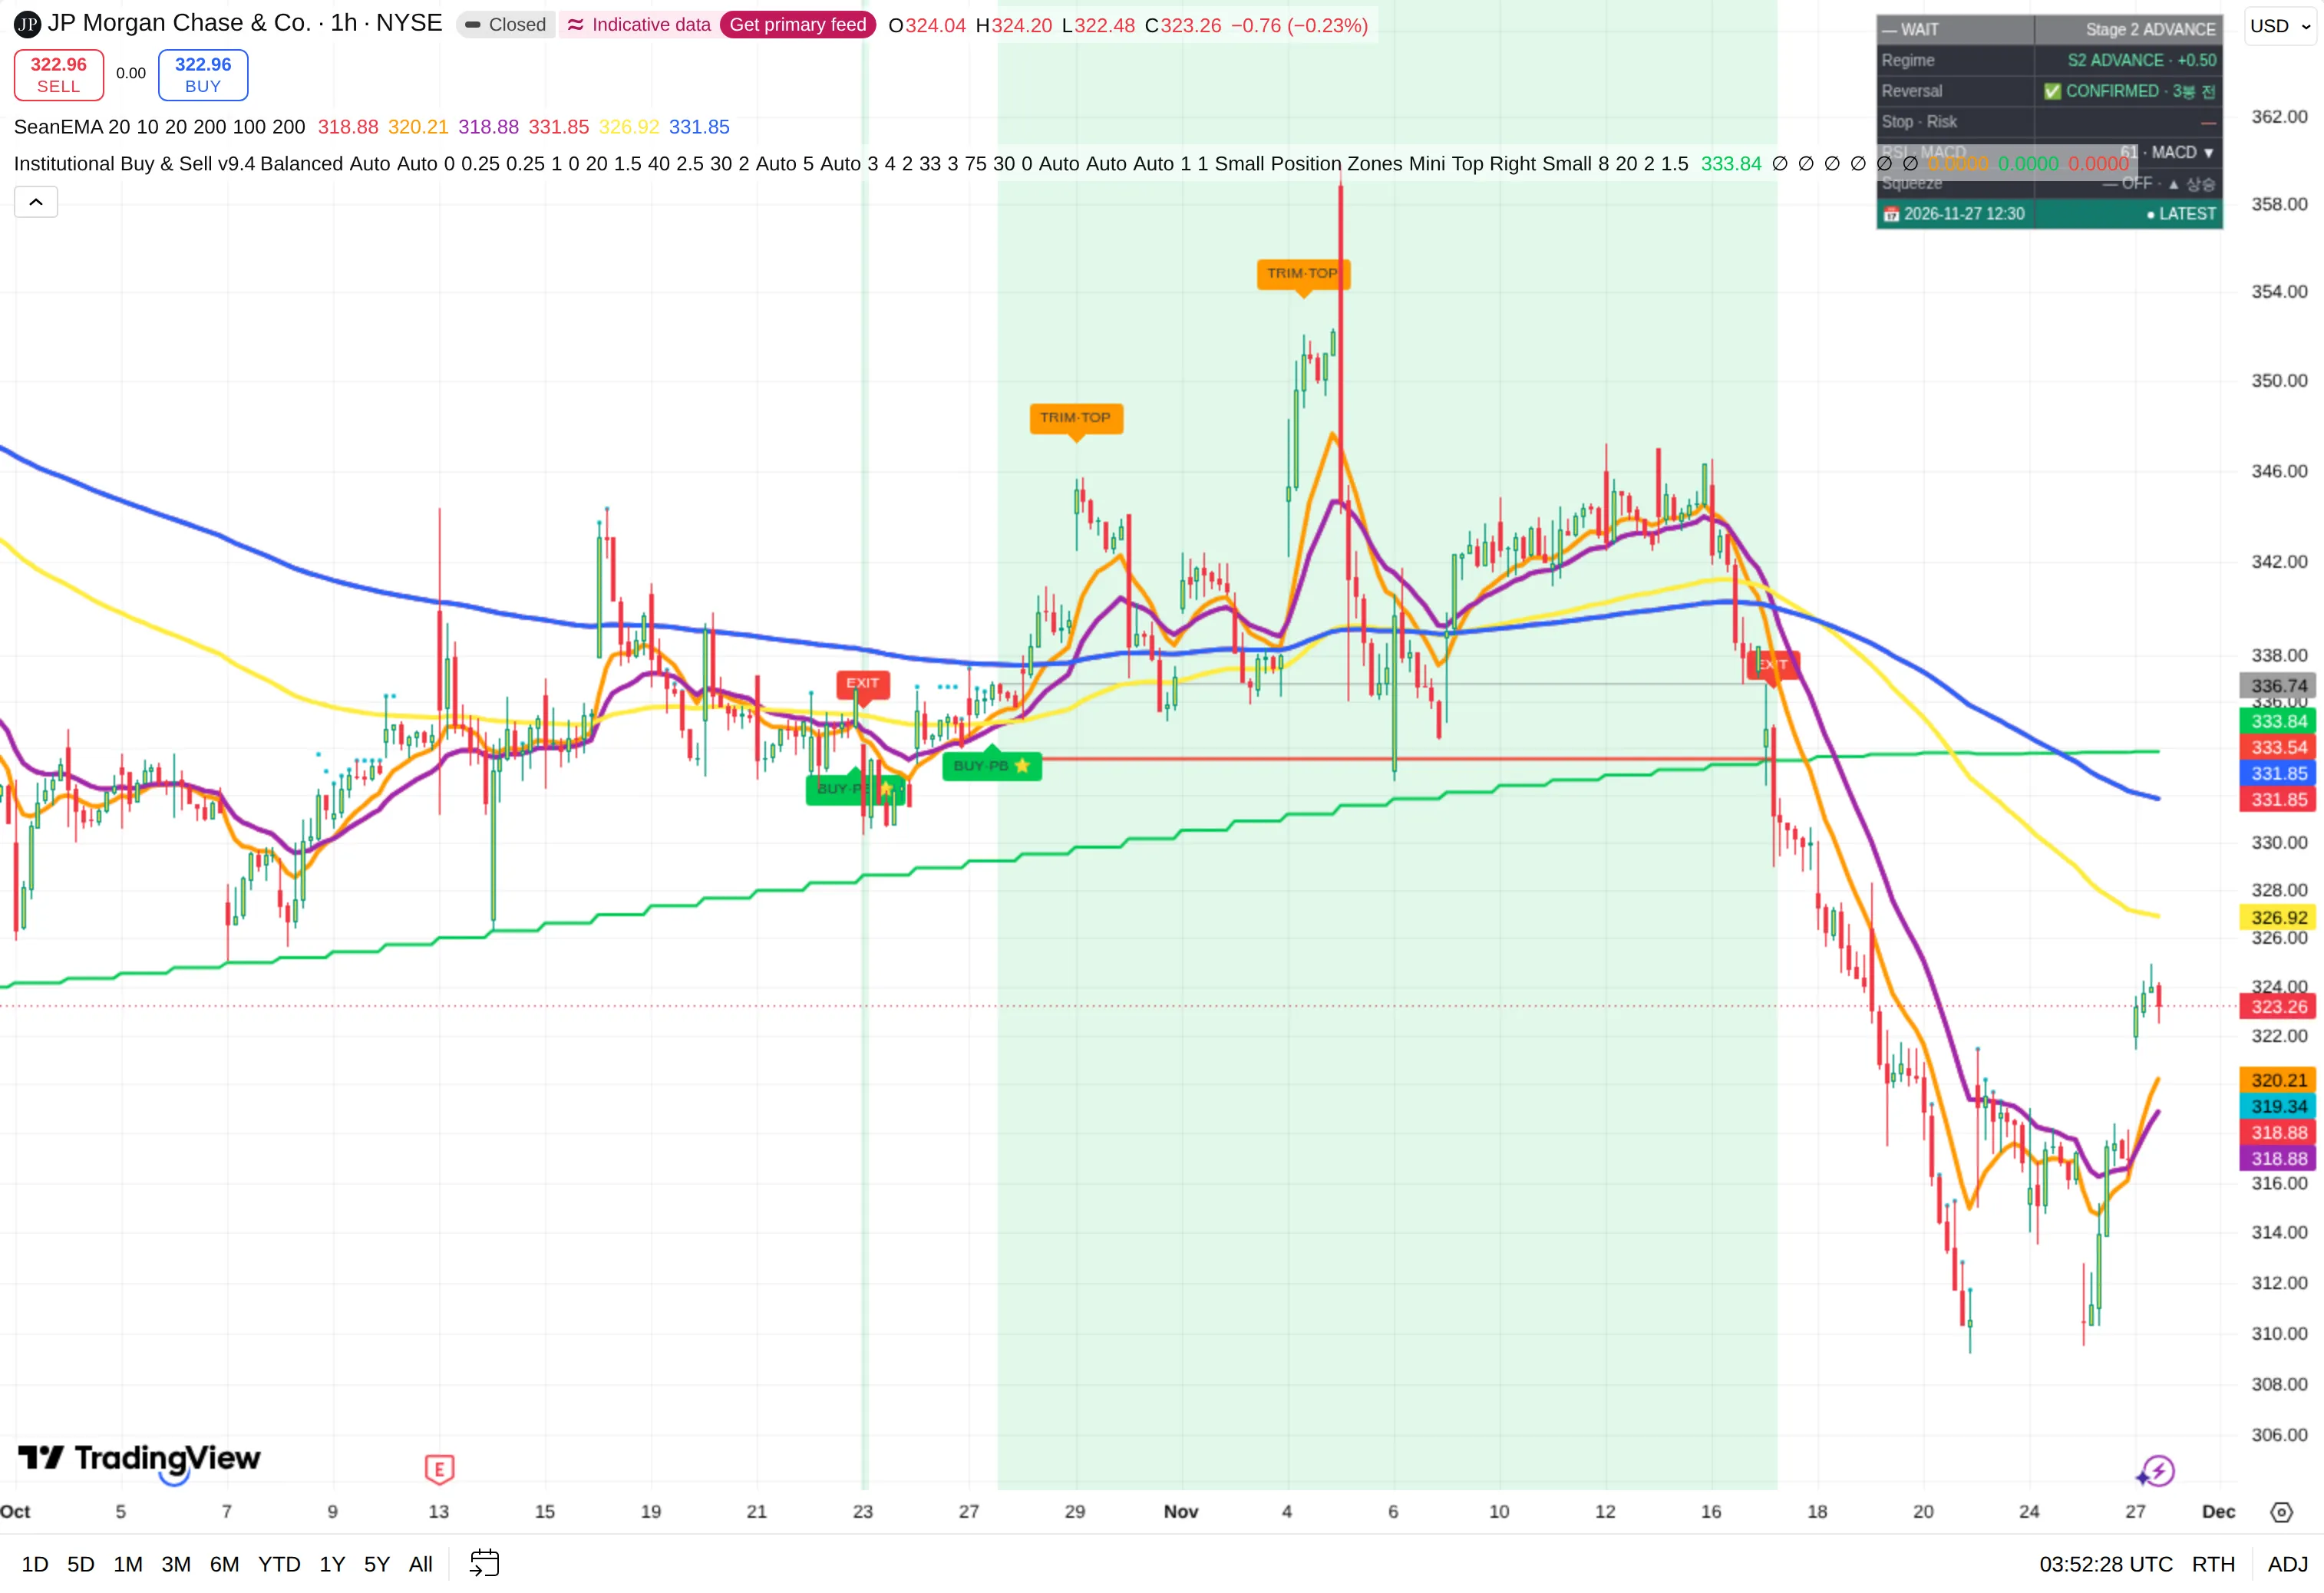 JP Morgan Chase & Co. · 1h · NYSE
Closed
Indicative data
Get primary feed
O324.04 H324.20 L322.48 C323.26 −0.76 (−0.23%)
USD
322.96
SELL
0.00
322.96
BUY
SeanEMA 20 10 20 200 100 200 318.88 320.21 318.88 331.85 326.92 331.85
Institutional Buy & Sell v9.4 Balanced Auto Auto 0 0.25 0.25 1 0 20 1.5 40 2.5 30 2 Auto 5 Auto 3 4 2 33 3 75 30 0 Auto Auto Auto 1 1 Small Position Zones Mini Top Right Small 8 20 2 1.5 333.84 ∅ ∅ ∅ ∅ ∅ ∅ 0.0000 0.0000 0.0000
— WAIT Stage 2 ADVANCE
Regime S2 ADVANCE · +0.50
Reversal ✅ CONFIRMED · 3봉 전
Stop · Risk —
RSI · MACD 61 · MACD ▼
Squeeze — OFF · ▲ 상승
📅 2026-11-27 12:30 ● LATEST
TRIM·TOP
TRIM·TOP
EXIT
EXIT
BUY·PB ⭐
BUY·P ⭐
362.00
358.00
354.00
350.00
346.00
342.00
338.00
336.74
336.00
333.84
333.54
331.85
331.85
330.00
328.00
326.92
326.00
324.00
323.26
322.00
320.21
319.34
318.88
318.88
316.00
314.00
312.00
310.00
308.00
306.00
TradingView
E
Oct 5 7 9 13 15 19 21 23 27 29 Nov 4 6 10 12 16 18 20 24 27 Dec
1D 5D 1M 3M 6M YTD 1Y 5Y All
03:52:28 UTC RTH ADJ